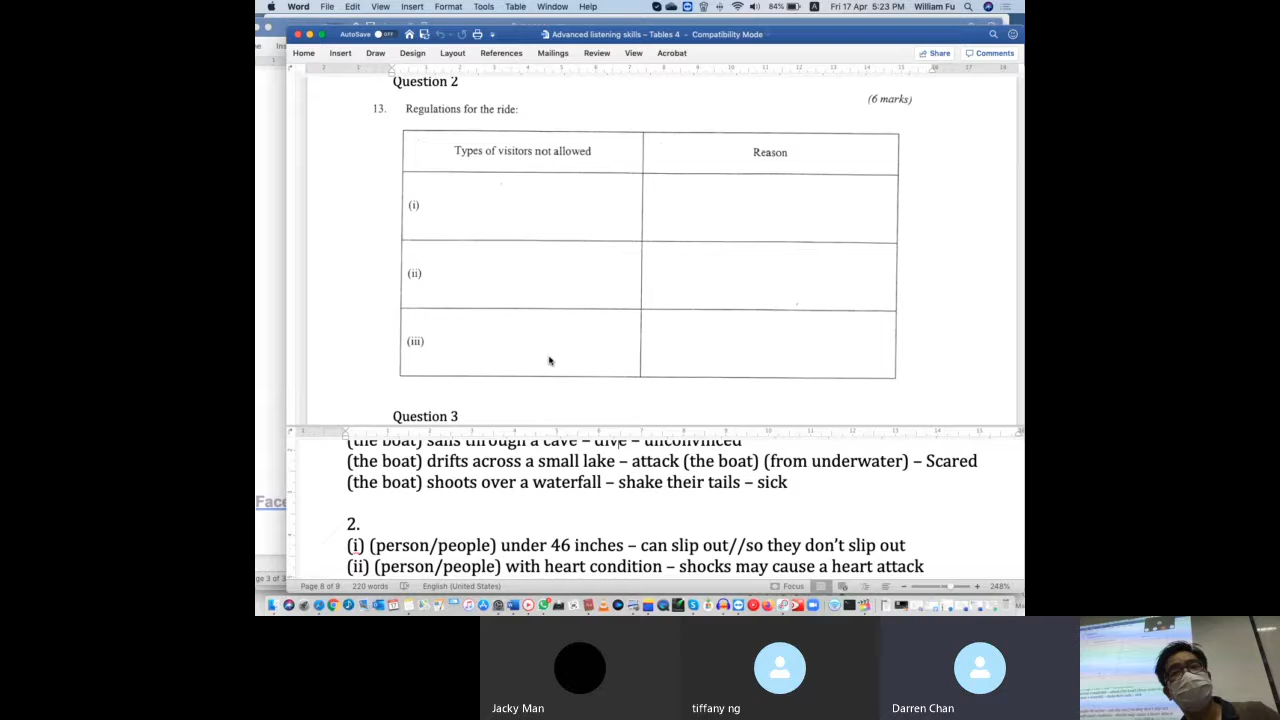 Word File Edit View Insert Format Tools Table Window Help 84% Fri 17 Apr 5:23 PM William Fu
AutoSave OFF Advanced listening skills – Tables 4 - Compatibility Mode
Home Insert Draw Design Layout References Mailings Review View Acrobat Share Comments
Question 2
(6 marks)
13. Regulations for the ride:
Types of visitors not allowed Reason
(i)
(ii)
(iii)
Question 3
(the boat) sails through a cave – dive – unconvinced
(the boat) drifts across a small lake – attack (the boat) (from underwater) – Scared
(the boat) shoots over a waterfall – shake their tails – sick
Face
2.
(i) (person/people) under 46 inches – can slip out//so they don’t slip out
(ii) (person/people) with heart condition – shocks may cause a heart attack
Page 8 of 9 220 words English (United States) Focus 248%
Jacky Man tiffany ng Darren Chan